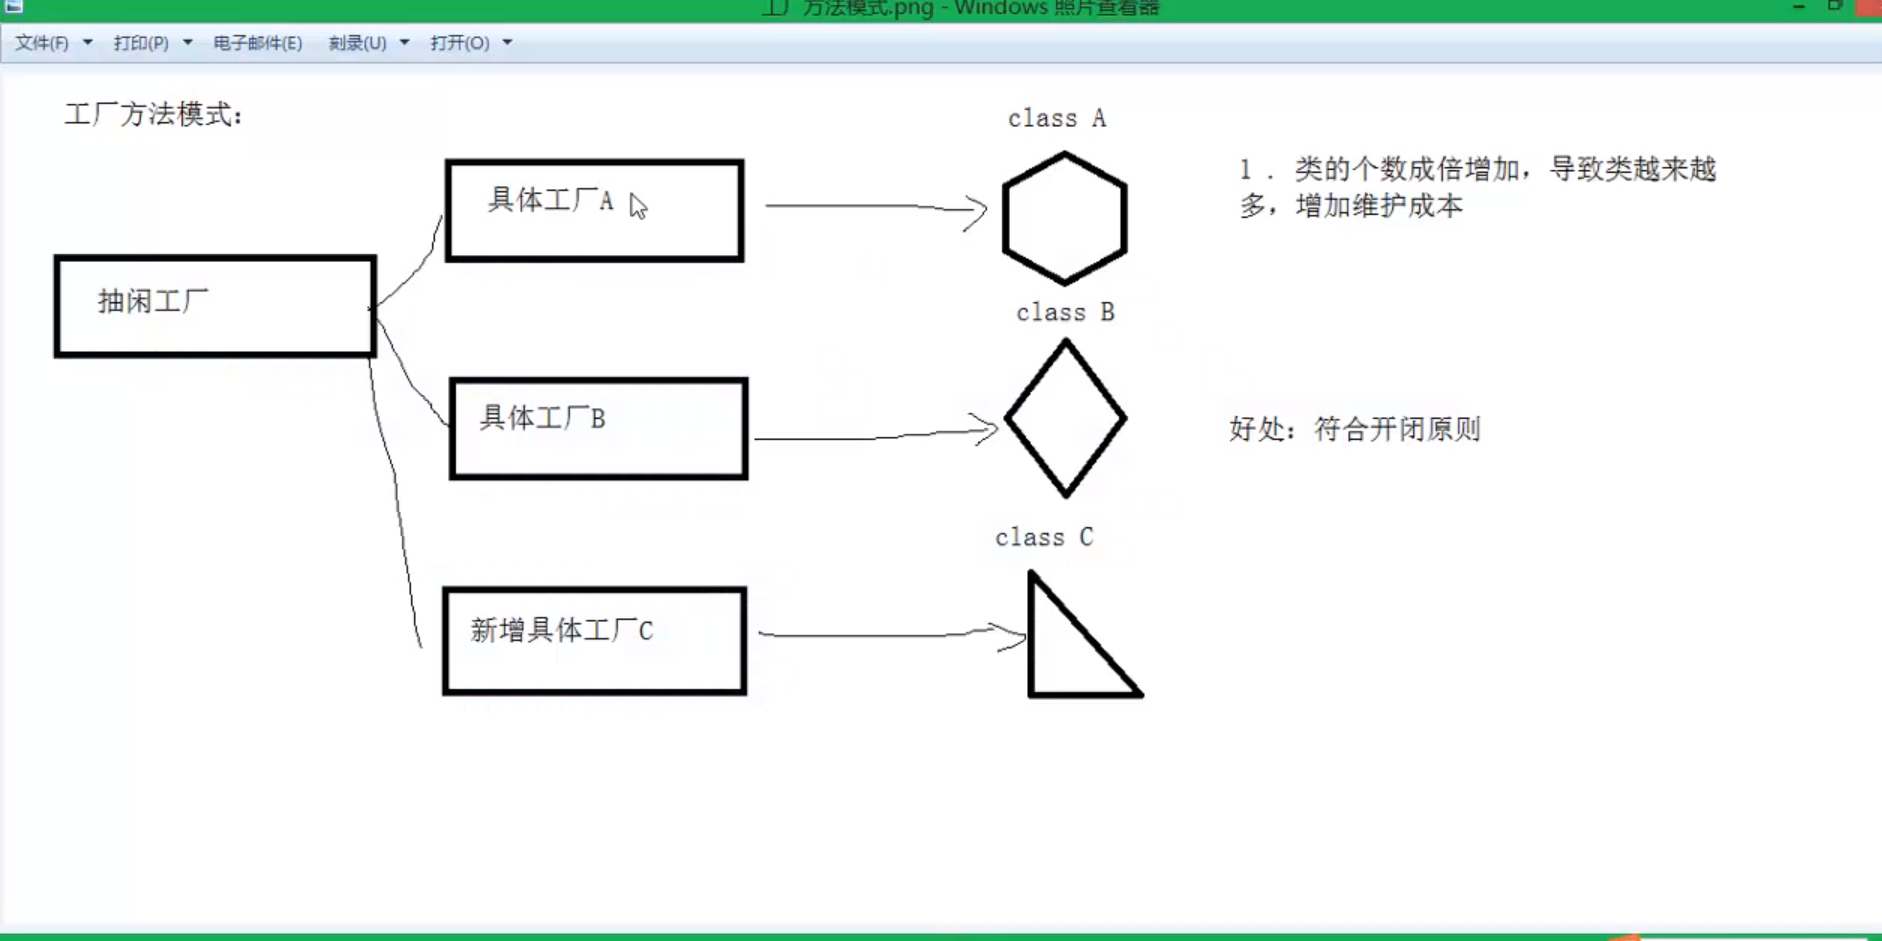 工厂方法模式.png - Windows 照片查看器
文件(F) 打印(P) 电子邮件(E) 刻录(U) 打开(O)
工厂方法模式：
class A
具体工厂A
1 . 类的个数成倍增加，导致类越来越
多，增加维护成本
抽闲工厂
class B
具体工厂B
好处：符合开闭原则
class C
新增具体工厂C